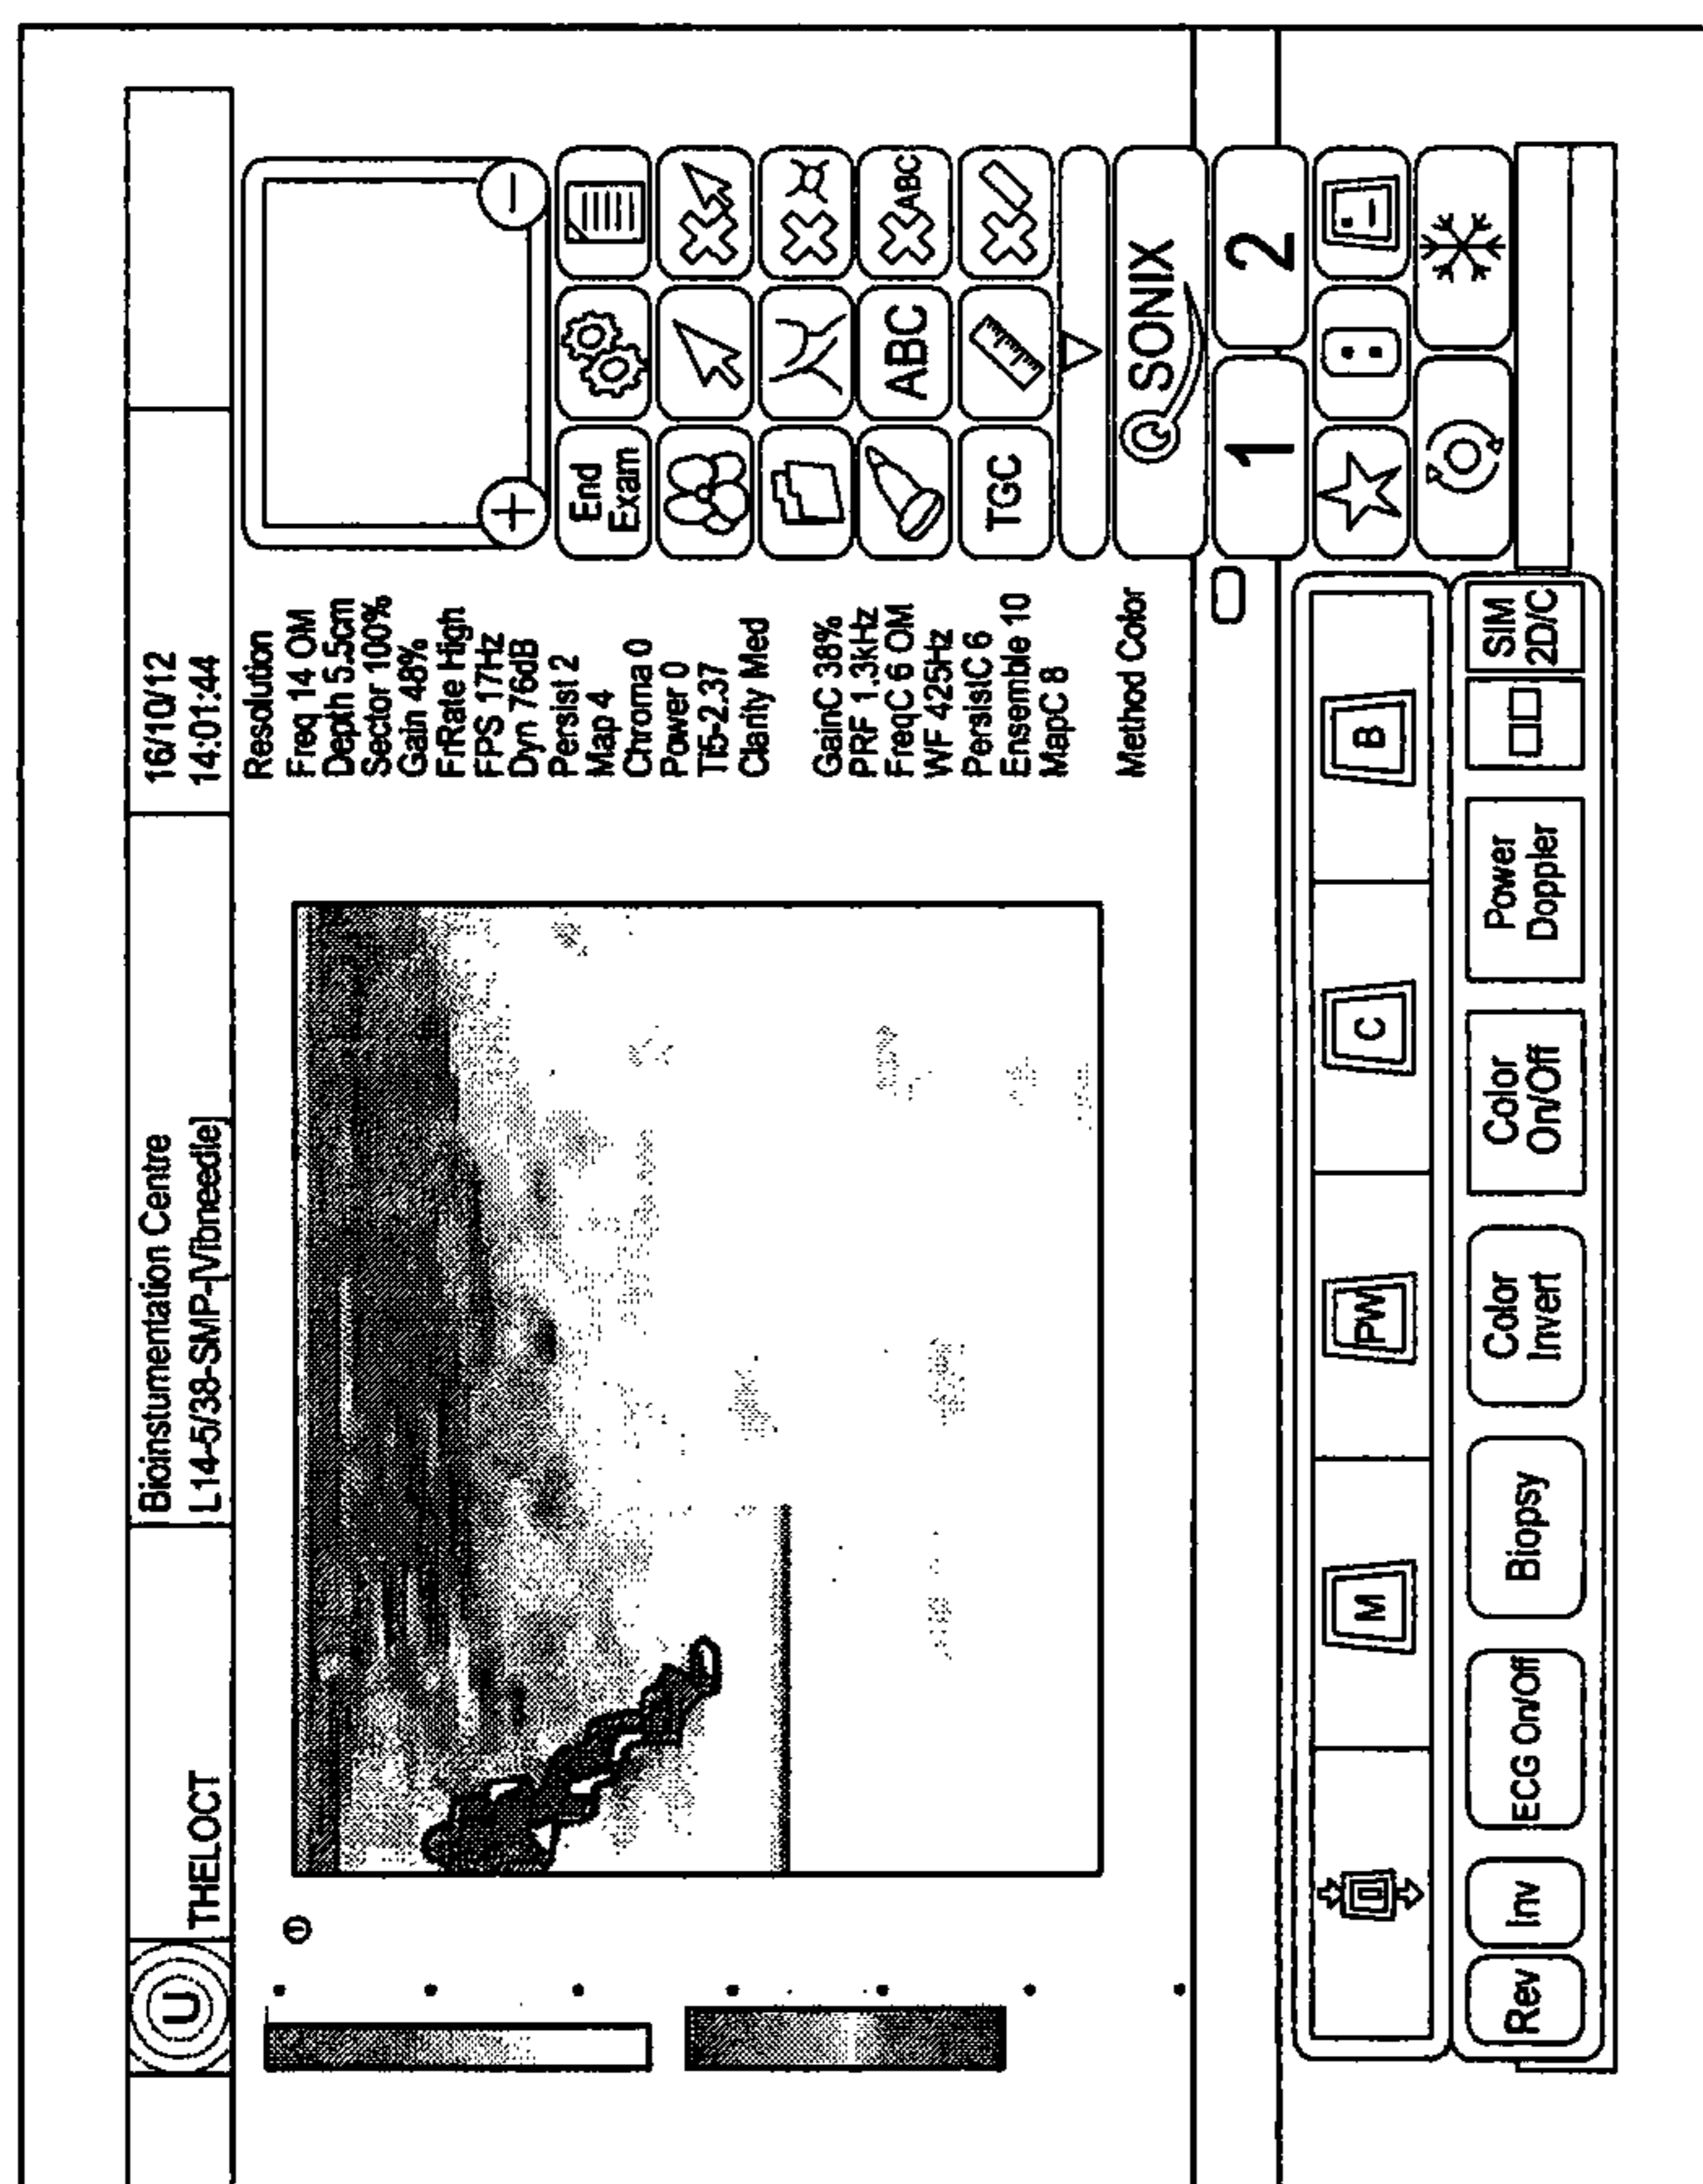 U
THELOCT
Bioinstumentation Centre
L14-5/38-SMP-[Vibneedle]
16/10/12
14:01:44
1
Resolution
Freq 14 OM
Depth 5.5cm
Sector 100%
Gain 48%
FrRate High
FPS 17Hz
Dyn 76dB
Persist 2
Map 4
Chroma 0
Power 0
TI5-2.37
Clarity Med
GainC 38%
PRF 1.3kHz
FreqC 6 OM
WF 425Hz
PersistC 6
Ensemble 10
MapC 8
Method Color
+ −
End
Exam
ABC
ABC
TGC
SONIX
1 2
M
PW
C
B
Rev
Inv
ECG On/Off
Biopsy
Color
Invert
Color
On/Off
Power
Doppler
SIM
2D/C